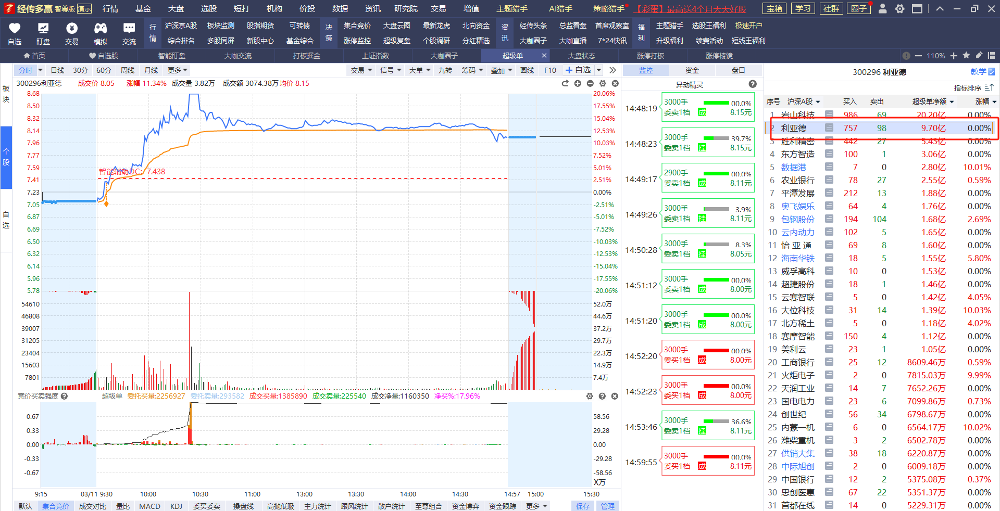 经传多赢 智尊版 演示 行情 基金 大盘 选股 短打 机构 价投 数据 资讯 研究院 交易 增值 主题猎手 AI猎手 策略猎手 【彩蛋】最高送4个月天天好股 宝箱 学习 社群 圈子
自选 盯盘 交易 模拟 交流
行情 沪深京A股 板块监测 股指期货 可转债 决策 集合竞价 大盘云图 最新龙虎 北向资金 资讯 经传头条 总监看盘 首席观察室 福利 主题猎手 选股王福利 极速开户
综合排名 多股同屏 新股中心 基金综合 涨停监控 超级复盘 个股调研 分红精选 大咖圈子 大咖直播 7*24快讯 升级福利 续费活动 短线王福利
首页 自选股 智能盯盘 大咖交流 打板掘金 上证指数 大咖圈子 超级单 大盘状态 涨停打板 涨停棱镜 110%
板块
个股
自选
分时 日线 30分 60分 周线 月线 更多 交易 信号 大单 九转 筹码 叠加 画线 F10 自选
300296利亚德 成交价 8.05 涨幅 11.34% 成交量 3.82万 成交额 3074.38万 均价 8.15
8.68 20.06%
8.50 17.55%
8.32 15.04%
8.14 12.53%
7.96 10.03%
7.77 7.52%
7.59 5.01%
智能辅助DC：7.438
7.41 2.51%
7.23 0.00%
7.05 -2.51%
6.87 -5.01%
6.69 -7.52%
6.50 -10.03%
6.32 -12.53%
6.14 -15.04%
5.96 -17.55%
5.78 -20.06%
54610 52.0万
46808 44.6万
39007 37.2万
31205 29.7万
23404 22.3万
15603 14.9万
7801 7.4万
竞价买卖强度 超级单 委托买量:2256927 委托卖量:293582 成交买量:1385890 成交卖量:225540 成交净量:1160350 净买%:17.96%
0.67 58.56
0.33 29.28
0.00 0.00
-0.33 -29.28
-0.67 -58.56
X万
9:15 03/11 9:30 10:00 10:30 11:00 13:00 13:30 14:00 14:30 14:57 15:00 15:30
默认 集合竞价 成交对比 量比 MACD KDJ 委买委卖 操盘线 高抛低吸 主力统计 跟风统计 散户统计 至尊组合 资金博弈 资金跟踪 更多 保存 管理
监控 资金 盘口
异动精灵
14:48:19 3000手 00.0%
委卖1档 成 8.15元
14:48:23 3000手 39.7%
委卖1档 挂 8.15元
14:49:17 2900手 00.0%
委卖1档 成 8.11元
14:49:26 3000手 3.9%
委卖1档 挂 8.11元
14:50:28 3000手 8.3%
委卖1档 挂 8.05元
14:51:12 3000手 00.0%
委卖1档 成 8.00元
14:51:20 3000手 00.0%
委卖1档 成 8.00元
14:52:20 3000手 00.0%
委买1档 成 8.00元
14:52:23 3000手 00.0%
委买1档 成 8.00元
14:53:46 3000手 36.6%
委卖1档 挂 8.11元
14:59:55 3000手 00.0%
委买1档 成 8.11元
300296 利亚德 教学
指标排序
序号 沪深A股 买入 卖出 超级单净额 涨幅
1 岩山科技 986 69 20.20亿 0.00%
2 利亚德 757 98 9.70亿 0.00%
3 胜利精密 442 27 5.43亿 0.00%
4 东方智造 100 1 3.06亿 0.00%
5 数据港 7 0 2.80亿 10.01%
6 农业银行 78 27 2.55亿 0.59%
7 平潭发展 212 13 1.88亿 0.00%
8 奥飞娱乐 64 4 1.76亿 0.00%
9 包钢股份 194 104 1.68亿 2.69%
10 云内动力 102 5 1.65亿 0.00%
11 怡 亚 通 69 8 1.60亿 0.00%
12 海南华铁 18 5 1.55亿 5.80%
13 威孚高科 10 0 1.53亿 0.00%
14 超捷股份 18 1 1.46亿 0.00%
15 云赛智联 5 0 1.42亿 4.05%
16 大位科技 31 14 1.39亿 10.03%
17 北方稀土 5 0 1.18亿 4.02%
18 赛摩智能 150 4 1.12亿 0.00%
19 美利云 23 1 1.05亿 0.00%
20 工商银行 25 12 8609.46万 0.59%
21 火炬电子 2 0 7815.03万 9.99%
22 天润工业 14 7 7652.26万 0.00%
23 国电电力 23 6 7099.86万 0.73%
24 创世纪 56 34 6798.67万 0.00%
25 内蒙一机 6 0 6564.17万 10.02%
26 潍柴重机 3 2 6502.78万 0.00%
27 供销大集 38 18 6220.87万 0.00%
28 中际旭创 2 0 6009.18万 0.00%
29 中国银行 12 2 5375.08万 0.37%
30 思创医惠 67 22 5351.37万 0.00%
31 首都在线 14 0 5229.31万 0.00%